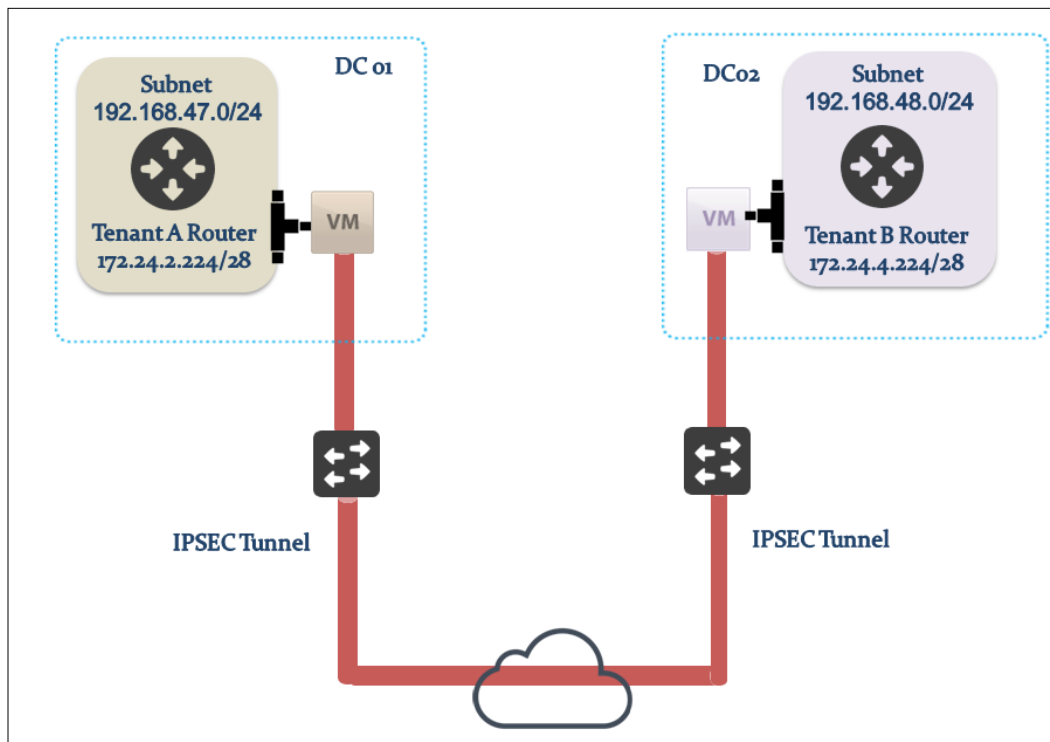 DC 01
Subnet
192.168.47.0/24
Tenant A Router
172.24.2.224/28
VM
DC02
Subnet
192.168.48.0/24
Tenant B Router
172.24.4.224/28
VM
IPSEC Tunnel
IPSEC Tunnel